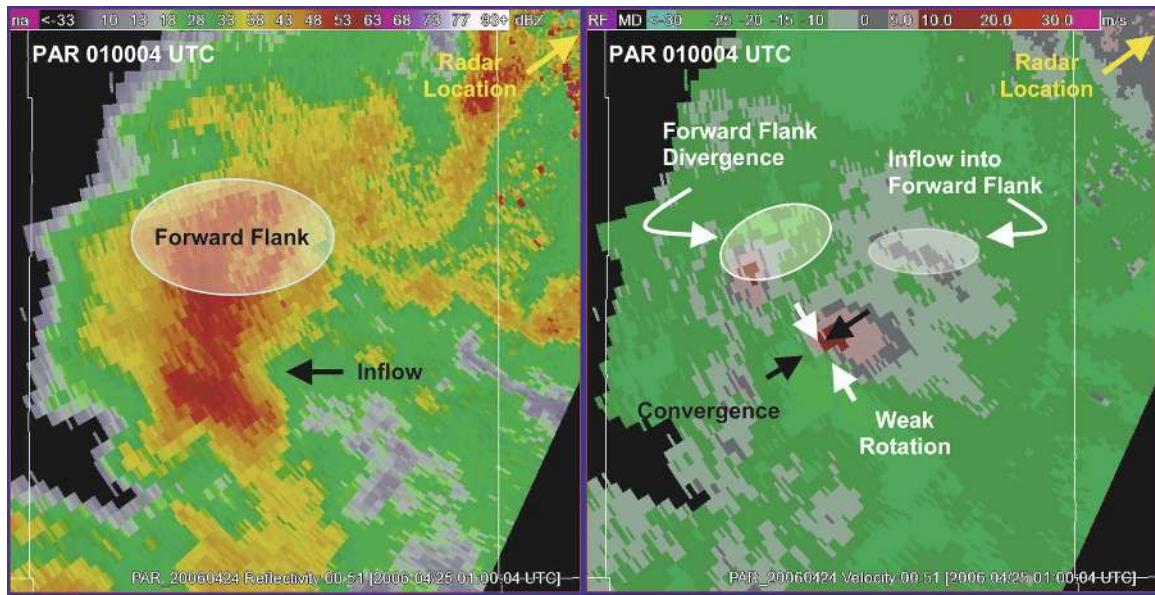 na <-33 10 13 18 28 33 38 43 48 53 63 68 73 77 93+ dBZ
PAR 010004 UTC
Radar
Location
Forward Flank
Inflow
PAR_20060424 Reflectivity 00.51 [2006-04/25 01:00:04 UTC]
RF MD <-30 -25 -20 -15 -10 0 5.0 10.0 20.0 30.0 m/s
PAR 010004 UTC
Radar
Location
Forward Flank
Divergence
Inflow into
Forward Flank
Convergence
Weak
Rotation
PAR_20060424 Velocity 00.51 [2006-04/25 01:00:04 UTC]